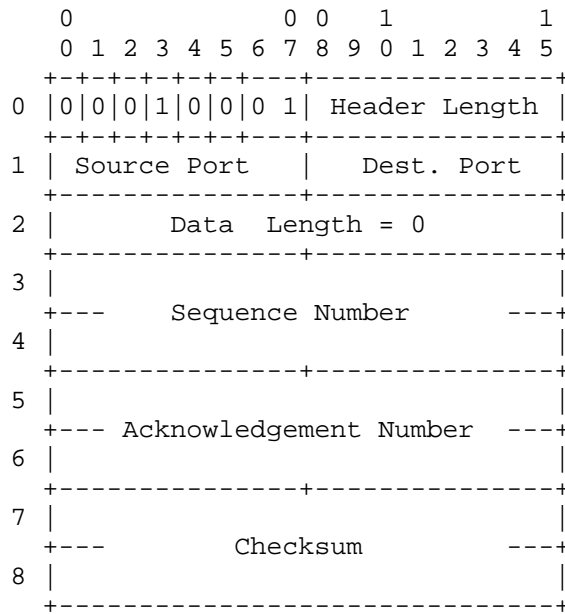 0             0 0   1         1
    0 1 2 3 4 5 6 7 8 9 0 1 2 3 4 5
   +-+-+-+-+-+-+---+---------------+
0  |0|0|0|1|0|0|0 1| Header Length |
   +-+-+-+-+-+-+---+---------------+
1  | Source Port   |   Dest. Port  |
   +---------------+---------------+
2  |       Data  Length = 0        |
   +---------------+---------------+
3  |                               |
   +---    Sequence Number      ---+
4  |                               |
   +---------------+---------------+
5  |                               |
   +--- Acknowledgement Number  ---+
6  |                               |
   +---------------+---------------+
7  |                               |
   +---        Checksum         ---+
8  |                               |
   +-------------------------------+